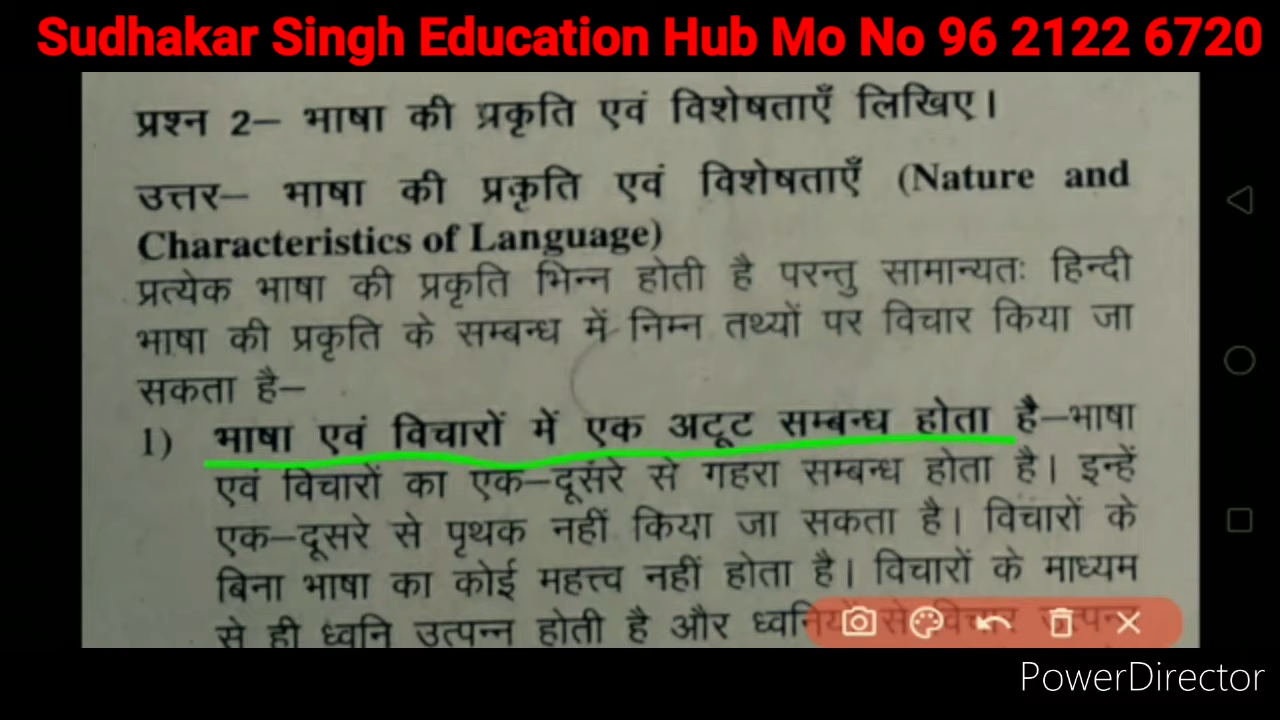 Sudhakar Singh Education Hub Mo No 96 2122 6720
प्रश्न 2– भाषा की प्रकृति एवं विशेषताएँ लिखिए।
उत्तर– भाषा की प्रकृति एवं विशेषताएँ (Nature and
Characteristics of Language)
प्रत्येक भाषा की प्रकृति भिन्न होती है परन्तु सामान्यतः हिन्दी
भाषा की प्रकृति के सम्बन्ध में निम्न तथ्यों पर विचार किया जा
सकता है–
1) भाषा एवं विचारों में एक अटूट सम्बन्ध होता है–भाषा
एवं विचारों का एक–दूसरे से गहरा सम्बन्ध होता है। इन्हें
एक–दूसरे से पृथक नहीं किया जा सकता है। विचारों के
बिना भाषा का कोई महत्त्व नहीं होता है। विचारों के माध्यम
से ही ध्वनि उत्पन्न होती है और ध्वनियों से विचार उत्पन्न
PowerDirector